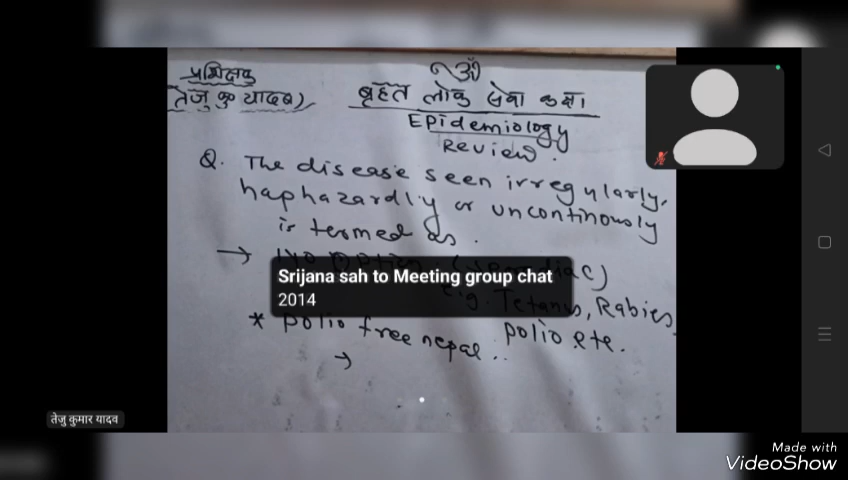 ॐ
प्रशिक्षक
तेजु कु यादव)
बृहत लोक सेवा कक्षा
EPidemiology
Review.
Q. The disease seen irregularly,
haphazardly or uncontinously
is termed as.
→
Srijana sah to Meeting group chat
2014
e.g. Tetanus, Rabies,
polio ete.
* Polio free nepal..
→
तेजु कुमार यादव
Made with
VideoShow